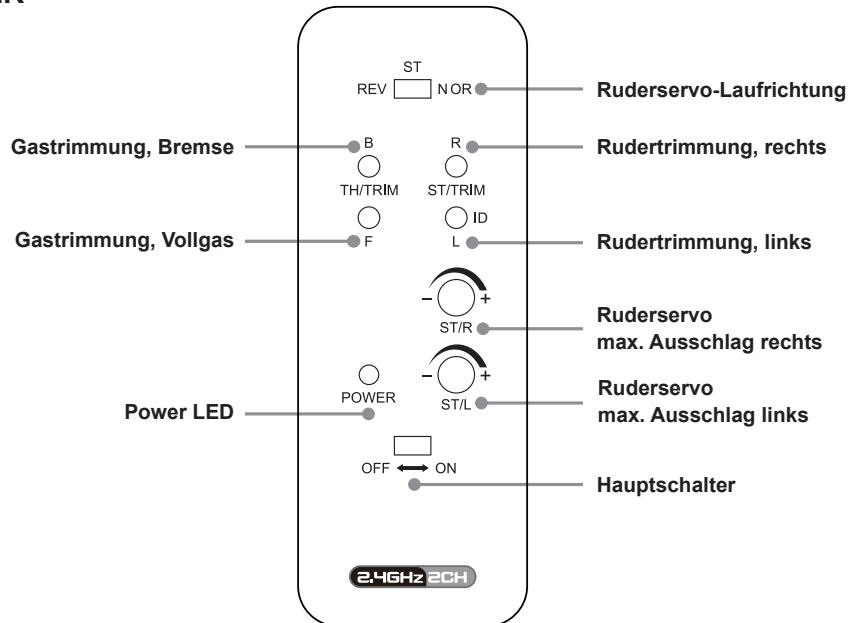 ST
REV NOR
Ruderservo-Laufrichtung
Gastrimmung, Bremse
B
R
Rudertrimmung, rechts
TH/TRIM
ST/TRIM
ID
Gastrimmung, Vollgas
F
L
Rudertrimmung, links
- +
ST/R
Ruderservo
max. Ausschlag rechts
- +
ST/L
Ruderservo
max. Ausschlag links
POWER
Power LED
OFF ON
Hauptschalter
2.4GHz 2CH